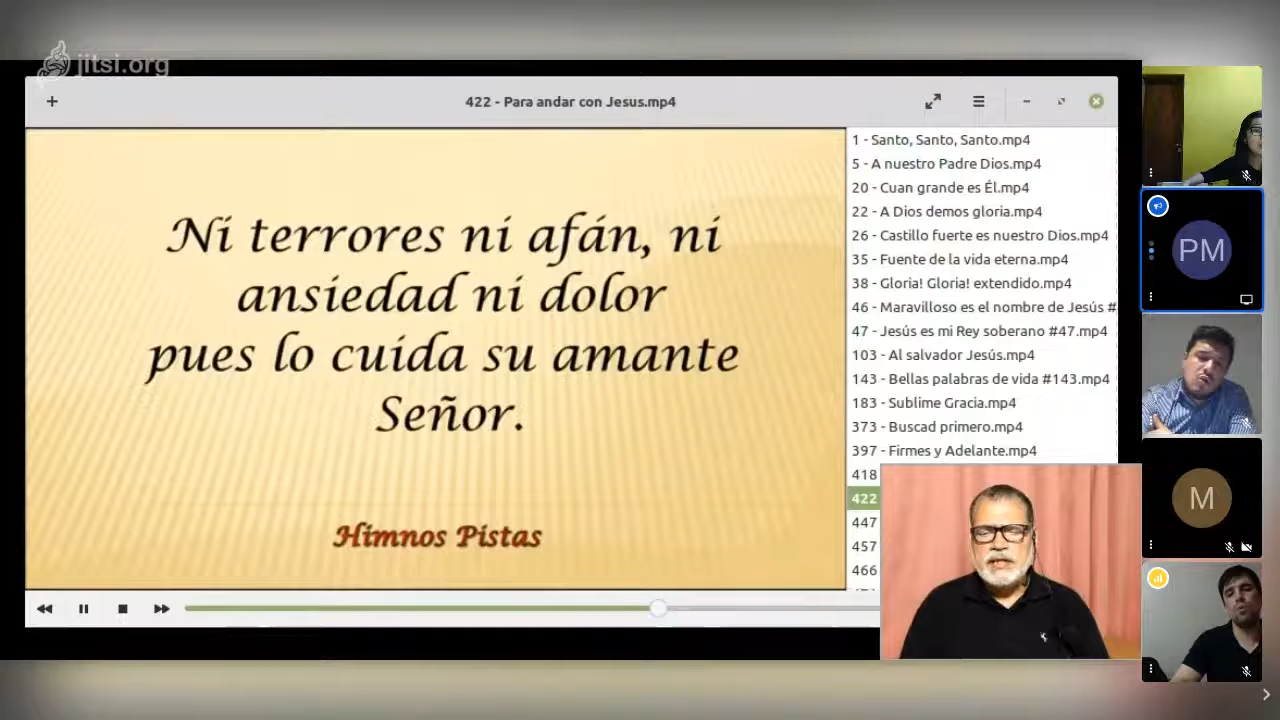 jitsi.org
422 - Para andar con Jesus.mp4
Ni terrores ni afán, ni
ansiedad ni dolor
pues lo cuida su amante
Señor.
Himnos Pistas
1 - Santo, Santo, Santo.mp4
5 - A nuestro Padre Dios.mp4
20 - Cuan grande es Él.mp4
22 - A Dios demos gloria.mp4
26 - Castillo fuerte es nuestro Dios.mp4
35 - Fuente de la vida eterna.mp4
38 - Gloria! Gloria! extendido.mp4
46 - Maravilloso es el nombre de Jesús #
47 - Jesús es mi Rey soberano #47.mp4
103 - Al salvador Jesús.mp4
143 - Bellas palabras de vida #143.mp4
183 - Sublime Gracia.mp4
373 - Buscad primero.mp4
397 - Firmes y Adelante.mp4
418
422
447
457
466
PM
M